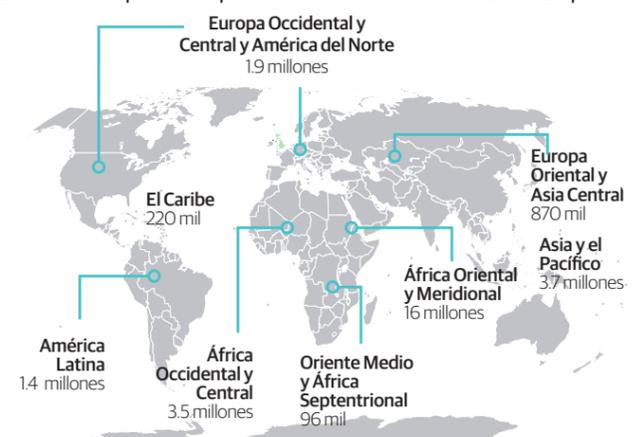 Europa Occidental y
Central y América del Norte
1.9 millones
Europa
Oriental y
Asia Central
870 mil
El Caribe
220 mil
Asia y el
Pacífico
3.7 millones
África Oriental
y Meridional
16 millones
América
Latina
1.4 millones
África
Occidental y
Central
3.5 millones
Oriente Medio
y África
Septentrional
96 mil